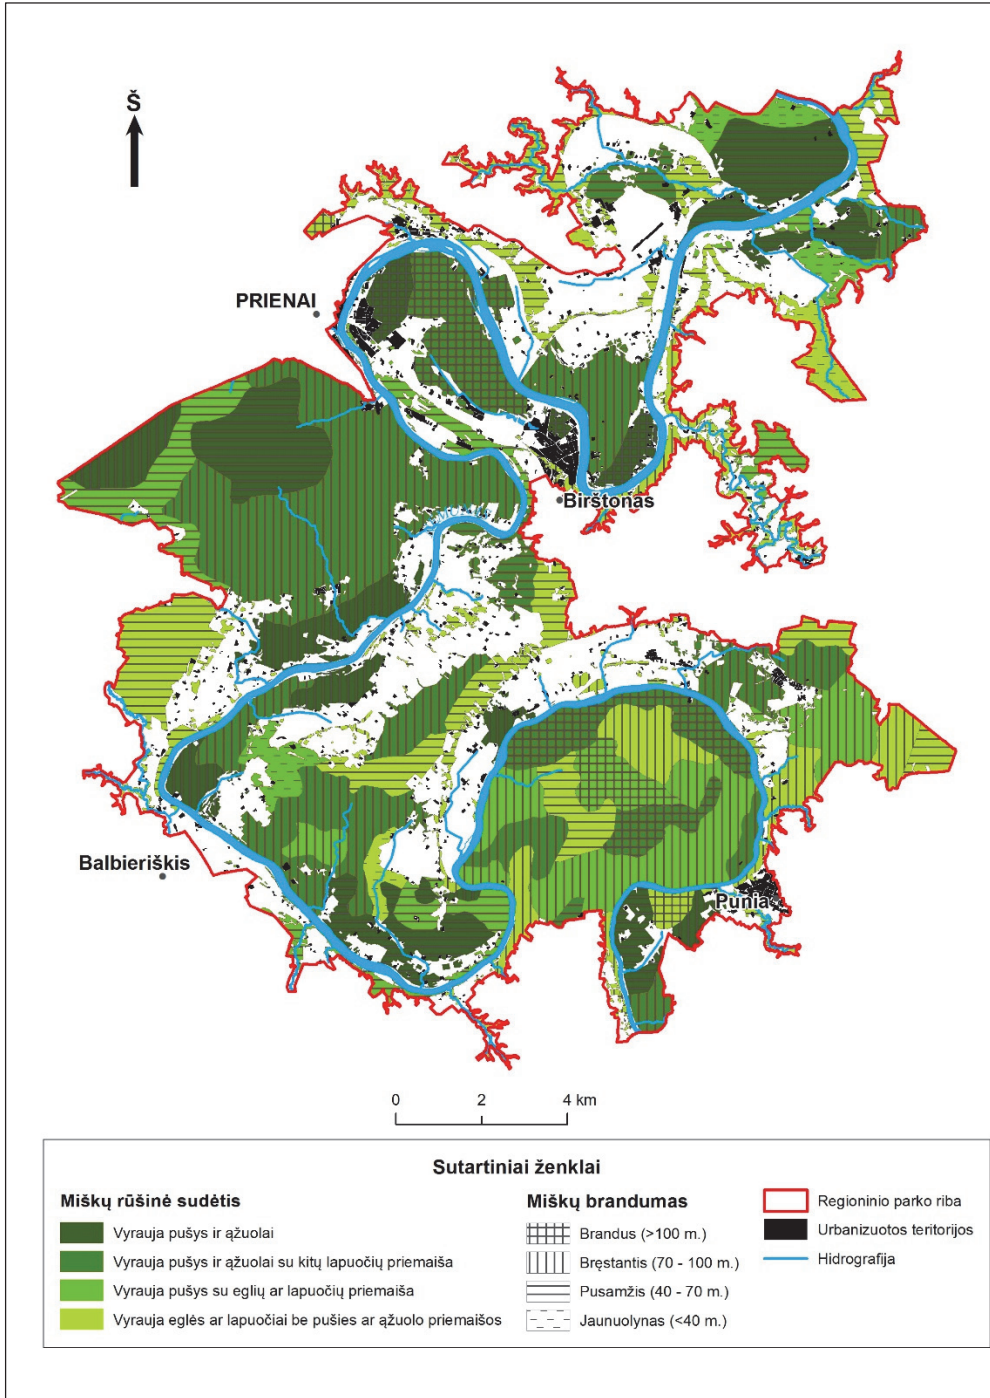 Š
PRIENAI
Birštonas
NEMUNAS
Balbieriškis
Punia
0 2 4 km
Sutartiniai ženklai
Miškų rūšinė sudėtis
Vyrauja pušys ir ąžuolai
Vyrauja pušys ir ąžuolai su kitų lapuočių priemaiša
Vyrauja pušys su eglių ar lapuočių priemaiša
Vyrauja eglės ar lapuočiai be pušies ar ąžuolo priemaišos
Miškų brandumas
Brandus (>100 m.)
Bręstantis (70 - 100 m.)
Pusamžis (40 - 70 m.)
Jaunuolynas (<40 m.)
Regioninio parko riba
Urbanizuotos teritorijos
Hidrografija